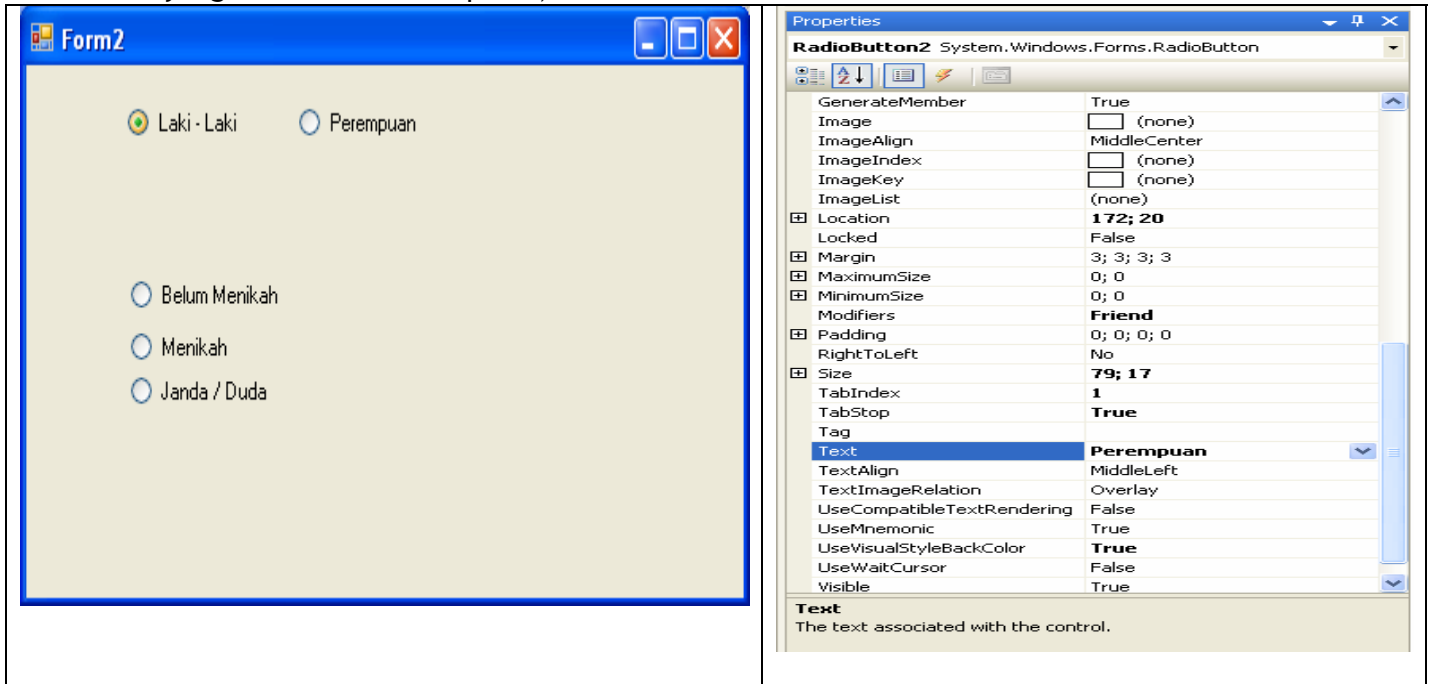 Form2
Laki - Laki Perempuan
Belum Menikah
Menikah
Janda / Duda
Properties
RadioButton2 System.Windows.Forms.RadioButton
GenerateMember True
Image (none)
ImageAlign MiddleCenter
ImageIndex (none)
ImageKey (none)
ImageList (none)
Location 172; 20
Locked False
Margin 3; 3; 3; 3
MaximumSize 0; 0
MinimumSize 0; 0
Modifiers Friend
Padding 0; 0; 0; 0
RightToLeft No
Size 79; 17
TabIndex 1
TabStop True
Tag
Text Perempuan
TextAlign MiddleLeft
TextImageRelation Overlay
UseCompatibleTextRendering False
UseMnemonic True
UseVisualStyleBackColor True
UseWaitCursor False
Visible True
Text
The text associated with the control.